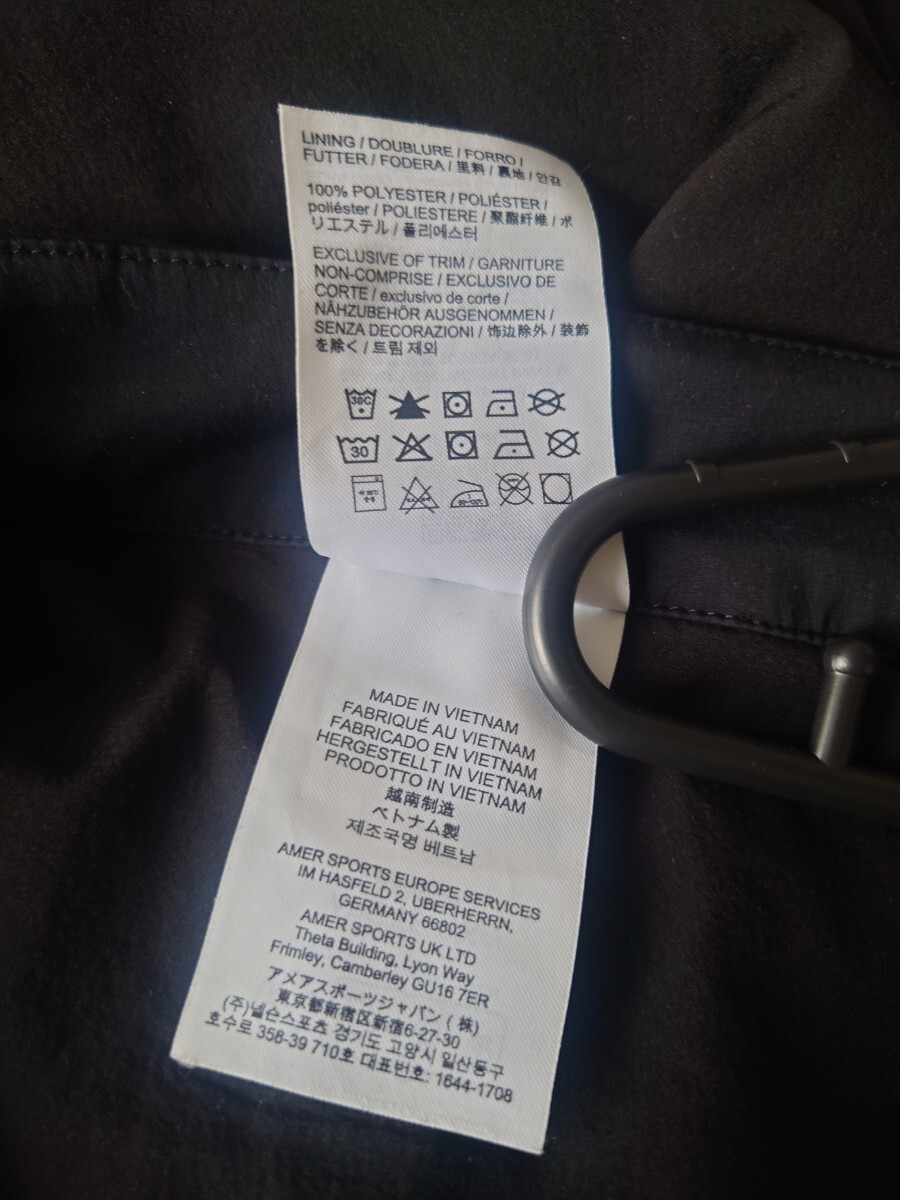 LINING / DOUBLURE / FORRO /
FUTTER / FODERA / 里料 / 裏地 / 안감
100% POLYESTER / POLIÉSTER /
poliéster / POLIESTERE / 聚酯纤维 / ポ
リエステル / 폴리에스터
EXCLUSIVE OF TRIM / GARNITURE
NON-COMPRISE / EXCLUSIVO DE
CORTE / exclusivo de corte /
NÄHZUBEHÖR AUSGENOMMEN /
SENZA DECORAZIONI / 饰边除外 / 装飾
を除く / 트림 제외
30C
30
MADE IN VIETNAM
FABRIQUÉ AU VIETNAM
FABRICADO EN VIETNAM
HERGESTELLT IN VIETNAM
PRODOTTO IN VIETNAM
越南制造
ベトナム製
제조국명 베트남
AMER SPORTS EUROPE SERVICES
IM HASFELD 2, UBERHERRN,
GERMANY 66802
AMER SPORTS UK LTD
Theta Building, Lyon Way
Frimley, Camberley GU16 7ER
アメアスポーツジャパン ( 株)
東京都新宿区新宿6-27-30
(주)넬슨스포츠 경기도 고양시 일산동구
호수로 358-39 710호 대표번호: 1644-1708